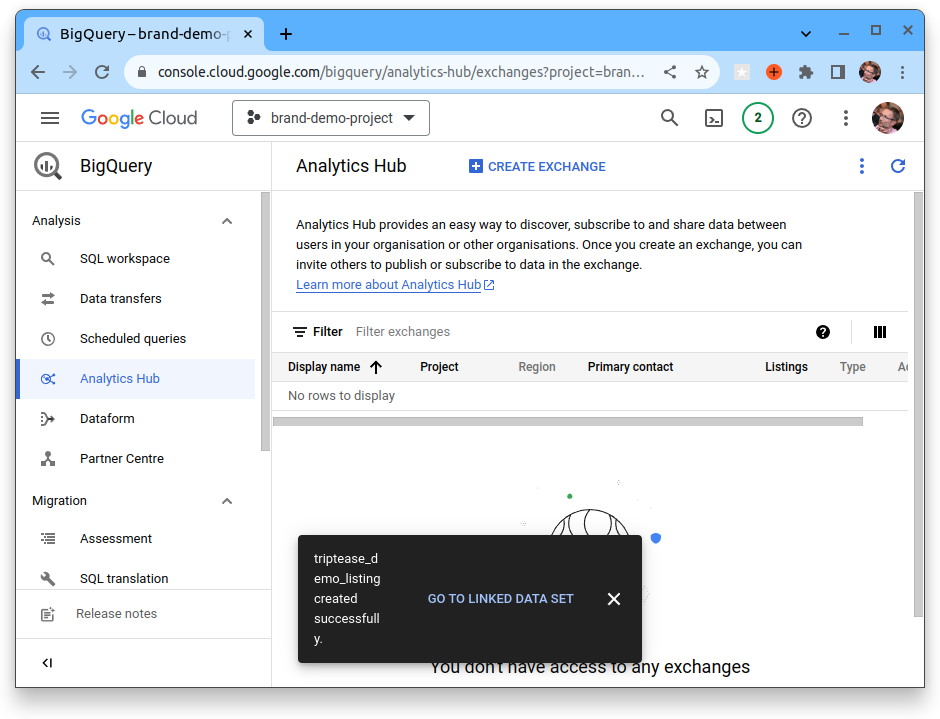 BigQuery – brand-demo-p
console.cloud.google.com/bigquery/analytics-hub/exchanges?project=bran...
Google Cloud
brand-demo-project
2
BigQuery
Analytics Hub
CREATE EXCHANGE
Analysis
SQL workspace
Data transfers
Scheduled queries
Analytics Hub
Dataform
Partner Centre
Migration
Assessment
SQL translation
Release notes
Analytics Hub provides an easy way to discover, subscribe to and share data between
users in your organisation or other organisations. Once you create an exchange, you can
invite others to publish or subscribe to data in the exchange.
Learn more about Analytics Hub
Filter Filter exchanges
Display name Project Region Primary contact Listings Type
No rows to display
triptease_d
emo_listing
created
successfull
y.
GO TO LINKED DATA SET
You don't have access to any exchanges